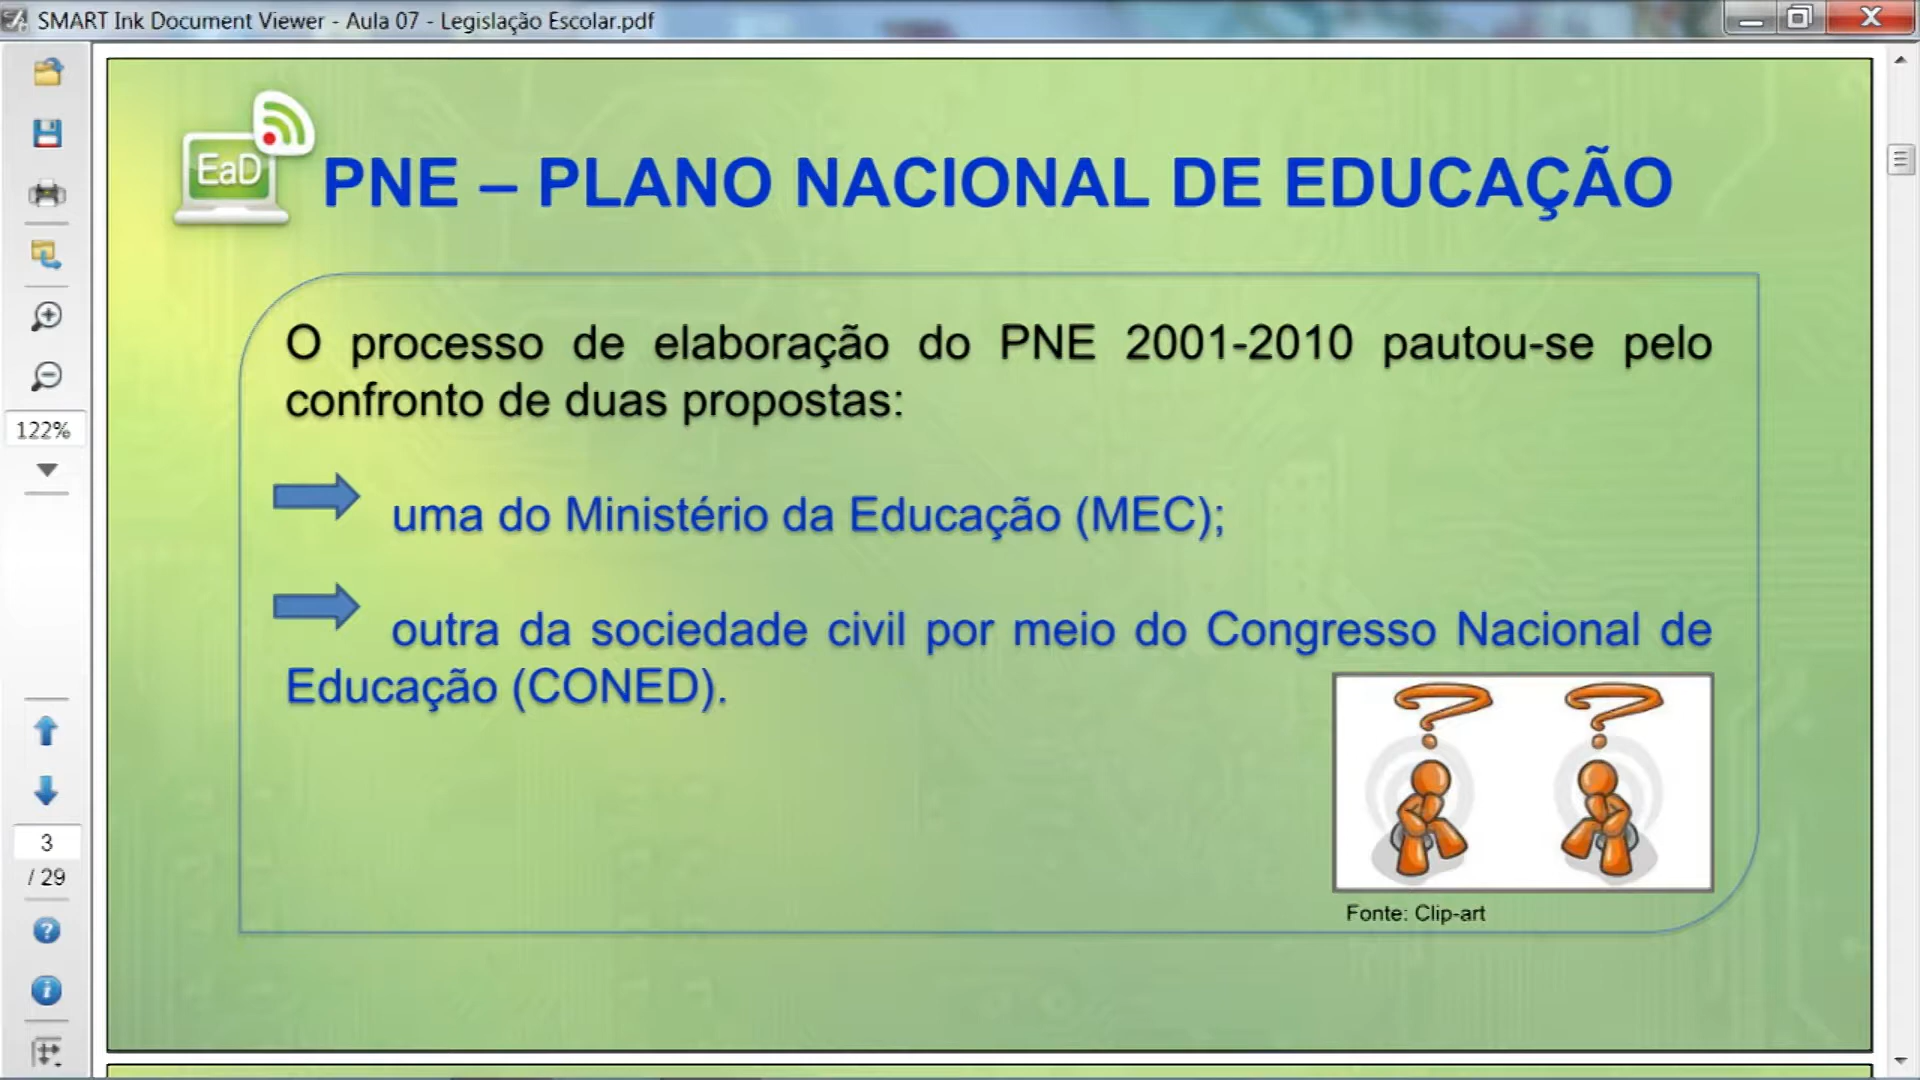 SMART Ink Document Viewer - Aula 07 - Legislação Escolar.pdf
EaD
PNE – PLANO NACIONAL DE EDUCAÇÃO
O processo de elaboração do PNE 2001-2010 pautou-se pelo
confronto de duas propostas:
uma do Ministério da Educação (MEC);
outra da sociedade civil por meio do Congresso Nacional de
Educação (CONED).
Fonte: Clip-art
122%
3
/ 29